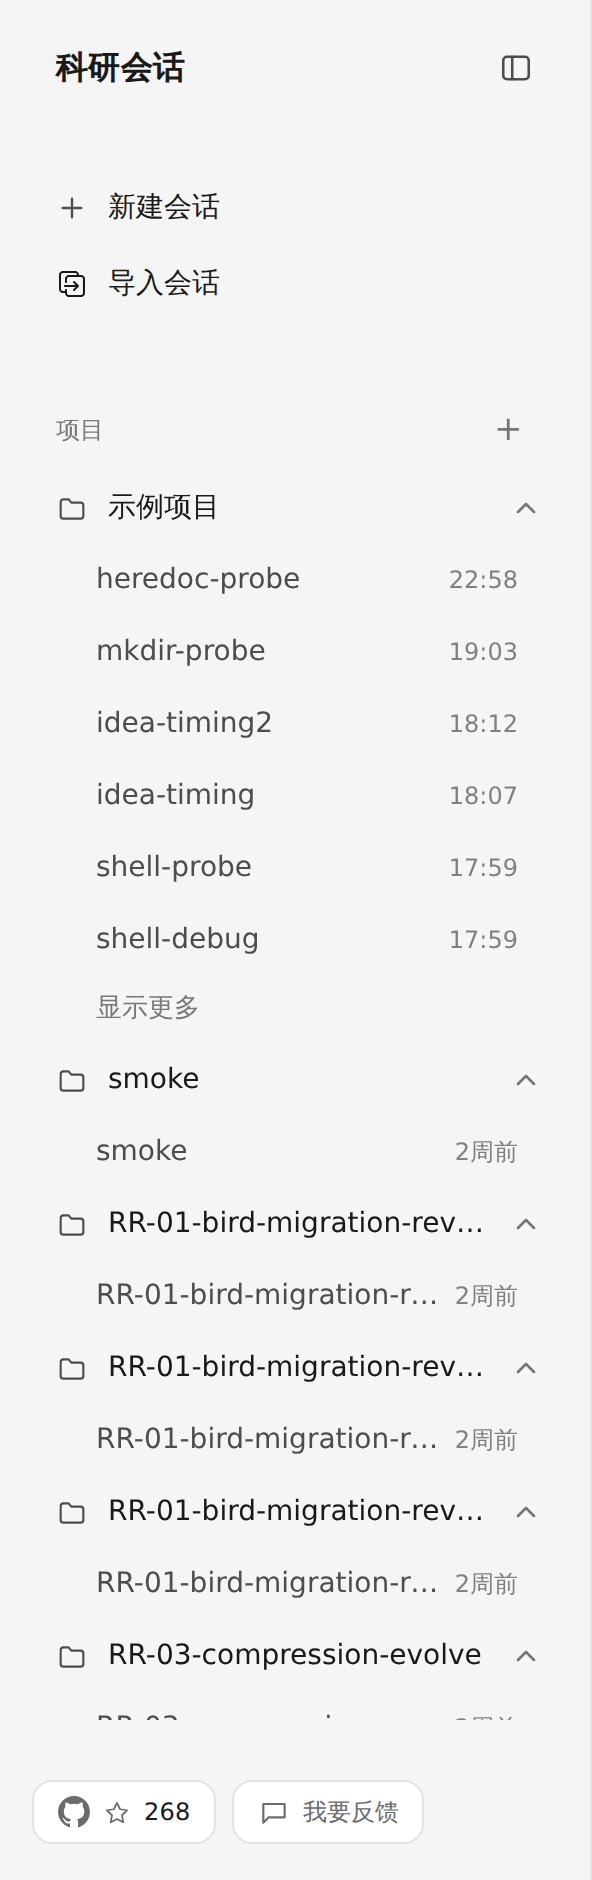 科研会话
新建会话
导入会话
项目
示例项目
heredoc-probe 22:58
mkdir-probe 19:03
idea-timing2 18:12
idea-timing 18:07
shell-probe 17:59
shell-debug 17:59
显示更多
smoke
smoke 2周前
RR-01-bird-migration-rev...
RR-01-bird-migration-r... 2周前
RR-01-bird-migration-rev...
RR-01-bird-migration-r... 2周前
RR-01-bird-migration-rev...
RR-01-bird-migration-r... 2周前
RR-03-compression-evolve
268 我要反馈